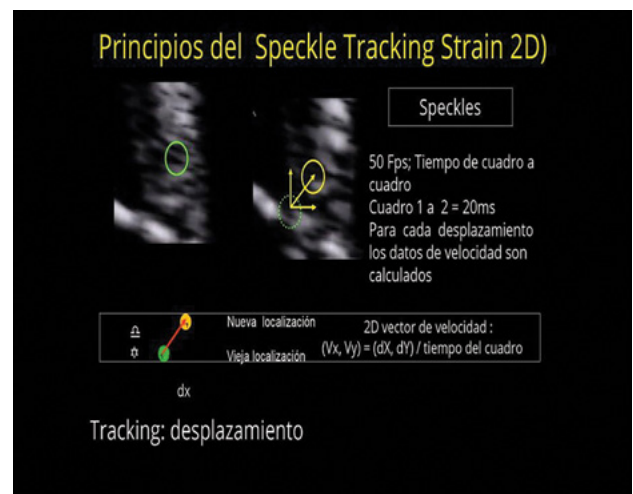 Principios del Speckle Tracking Strain 2D)
Speckles
50 Fps; Tiempo de cuadro a
cuadro
Cuadro 1 a 2 = 20ms
Para cada desplazamiento
los datos de velocidad son
calculados
Nueva localización
Vieja localización
2D vector de velocidad :
(Vx, Vy) = (dX, dY) / tiempo del cuadro
dx
Tracking: desplazamiento